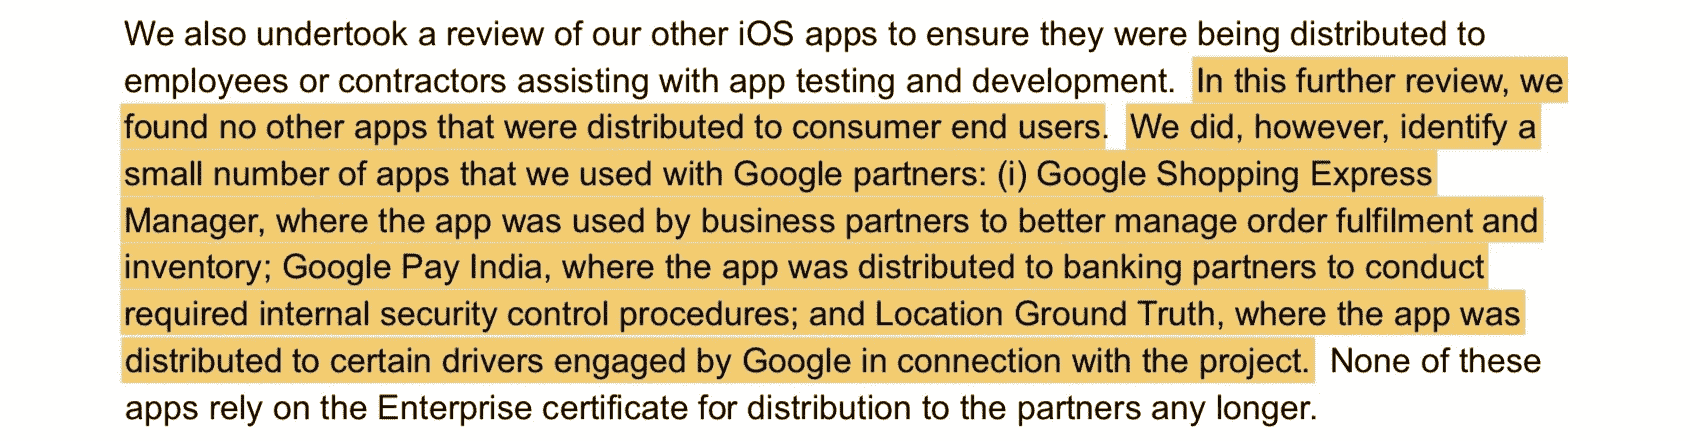 We also undertook a review of our other iOS apps to ensure they were being distributed to
employees or contractors assisting with app testing and development.  In this further review, we
found no other apps that were distributed to consumer end users.  We did, however, identify a
small number of apps that we used with Google partners: (i) Google Shopping Express
Manager, where the app was used by business partners to better manage order fulfilment and
inventory; Google Pay India, where the app was distributed to banking partners to conduct
required internal security control procedures; and Location Ground Truth, where the app was
distributed to certain drivers engaged by Google in connection with the project.  None of these
apps rely on the Enterprise certificate for distribution to the partners any longer.